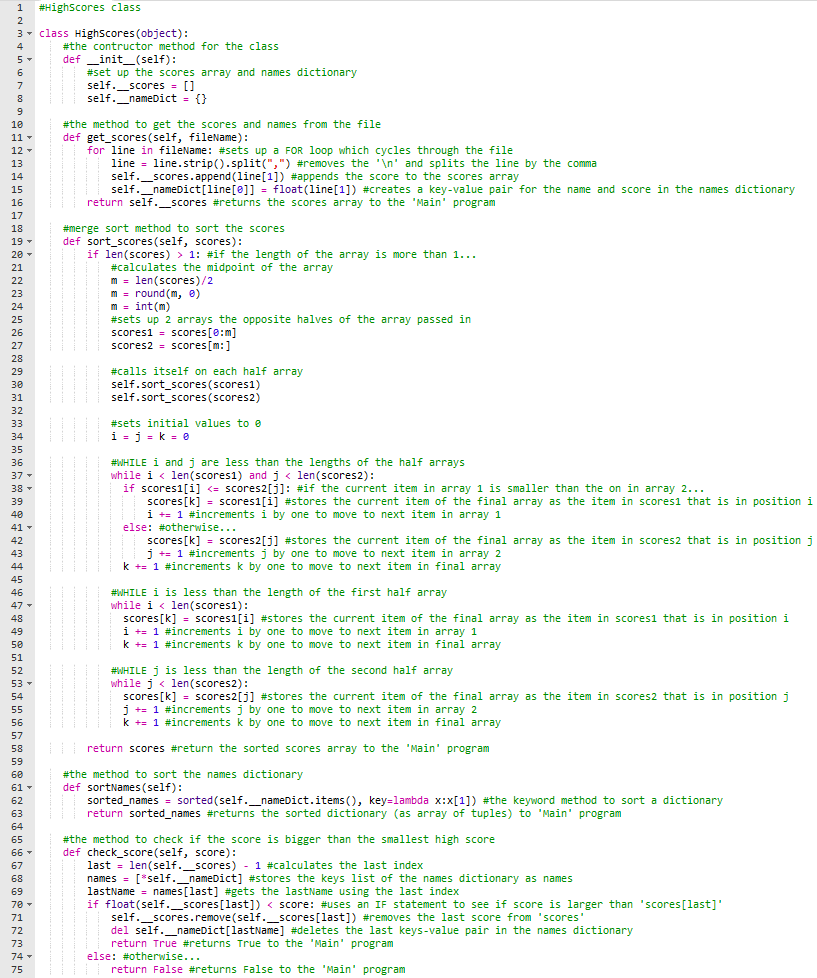 1 #HighScores class
2
3 class HighScores(object):
4 #the contructor method for the class
5 def __init__(self):
6 #set up the scores array and names dictionary
7 self.__scores = []
8 self.__nameDict = {}
9
10 #the method to get the scores and names from the file
11 def get_scores(self, fileName):
12 for line in fileName: #sets up a FOR loop which cycles through the file
13 line = line.strip().split(",") #removes the '\n' and splits the line by the comma
14 self.__scores.append(line[1]) #appends the score to the scores array
15 self.__nameDict[line[0]] = float(line[1]) #creates a key-value pair for the name and score in the names dictionary
16 return self.__scores #returns the scores array to the 'Main' program
17
18 #merge sort method to sort the scores
19 def sort_scores(self, scores):
20 if len(scores) > 1: #if the length of the array is more than 1...
21 #calculates the midpoint of the array
22 m = len(scores)/2
23 m = round(m, 0)
24 m = int(m)
25 #sets up 2 arrays the opposite halves of the array passed in
26 scores1 = scores[0:m]
27 scores2 = scores[m:]
28
29 #calls itself on each half array
30 self.sort_scores(scores1)
31 self.sort_scores(scores2)
32
33 #sets initial values to 0
34 i = j = k = 0
35
36 #WHILE i and j are less than the lengths of the half arrays
37 while i < len(scores1) and j < len(scores2):
38 if scores1[i] <= scores2[j]: #if the current item in array 1 is smaller than the on in array 2...
39 scores[k] = scores1[i] #stores the current item of the final array as the item in scores1 that is in position i
40 i += 1 #increments i by one to move to next item in array 1
41 else: #otherwise...
42 scores[k] = scores2[j] #stores the current item of the final array as the item in scores2 that is in position j
43 j += 1 #increments j by one to move to next item in array 2
44 k += 1 #increments k by one to move to next item in final array
45
46 #WHILE i is less than the length of the first half array
47 while i < len(scores1):
48 scores[k] = scores1[i] #stores the current item of the final array as the item in scores1 that is in position i
49 i += 1 #increments i by one to move to next item in array 1
50 k += 1 #increments k by one to move to next item in final array
51
52 #WHILE j is less than the length of the second half array
53 while j < len(scores2):
54 scores[k] = scores2[j] #stores the current item of the final array as the item in scores2 that is in position j
55 j += 1 #increments j by one to move to next item in array 2
56 k += 1 #increments k by one to move to next item in final array
57
58 return scores #return the sorted scores array to the 'Main' program
59
60 #the method to sort the names dictionary
61 def sortNames(self):
62 sorted_names = sorted(self.__nameDict.items(), key=lambda x:x[1]) #the keyword method to sort a dictionary
63 return sorted_names #returns the sorted dictionary (as array of tuples) to 'Main' program
64
65 #the method to check if the score is bigger than the smallest high score
66 def check_score(self, score):
67 last = len(self.__scores) - 1 #calculates the last index
68 names = [*self.__nameDict] #stores the keys list of the names dictionary as names
69 lastName = names[last] #gets the lastName using the last index
70 if float(self.__scores[last]) < score: #uses an IF statement to see if score is larger than 'scores[last]'
71 self.__scores.remove(self.__scores[last]) #removes the last score from 'scores'
72 del self.__nameDict[lastName] #deletes the last keys-value pair in the names dictionary
73 return True #returns True to the 'Main' program
74 else: #otherwise...
75 return False #returns False to the 'Main' program